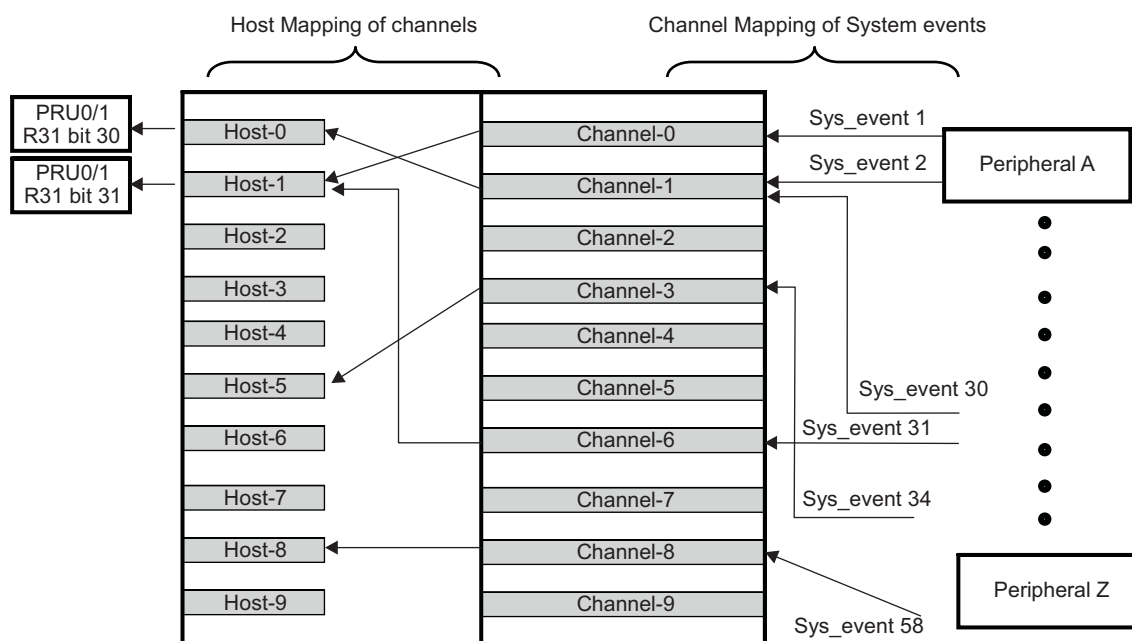 Host Mapping of channels
Channel Mapping of System events
PRU0/1
R31 bit 30
PRU0/1
R31 bit 31
Host-0
Host-1
Host-2
Host-3
Host-4
Host-5
Host-6
Host-7
Host-8
Host-9
Channel-0
Channel-1
Channel-2
Channel-3
Channel-4
Channel-5
Channel-6
Channel-7
Channel-8
Channel-9
Sys_event 1
Sys_event 2
Sys_event 30
Sys_event 31
Sys_event 34
Sys_event 58
Peripheral A
Peripheral Z